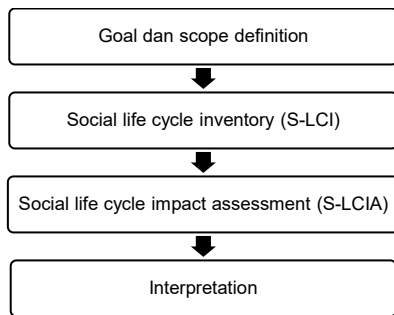 Goal dan scope definition
Social life cycle inventory (S-LCI)
Social life cycle impact assessment (S-LCIA)
Interpretation